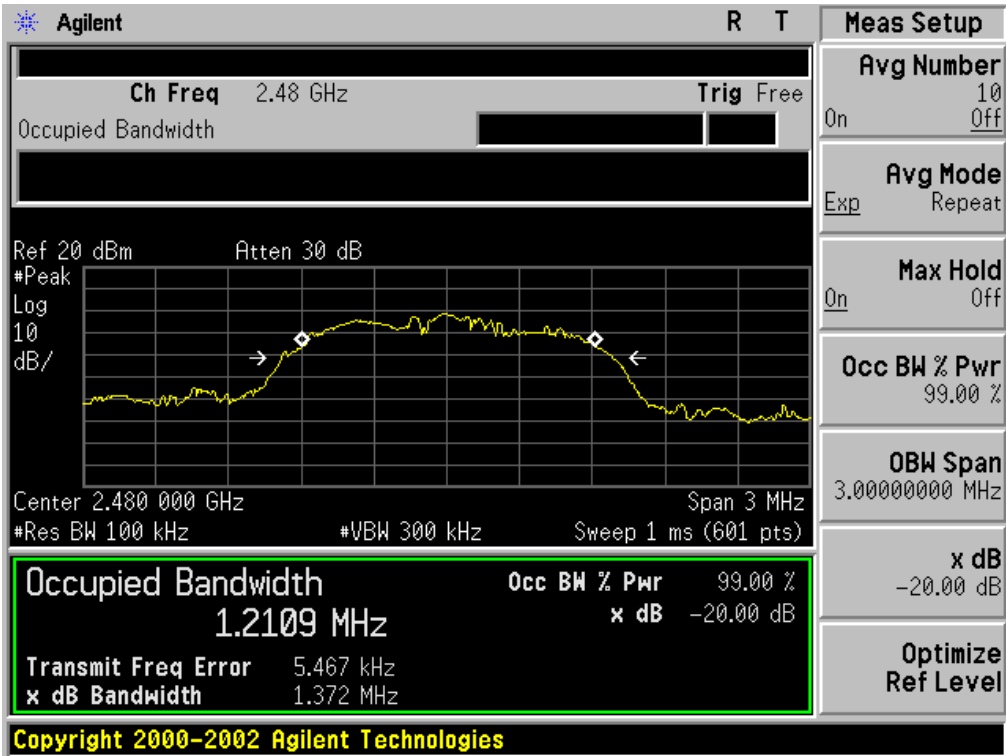 Agilent R T
Ch Freq 2.48 GHz Trig Free
Occupied Bandwidth
Ref 20 dBm Atten 30 dB
#Peak
Log
10
dB/
Center 2.480 000 GHz Span 3 MHz
#Res BW 100 kHz #VBW 300 kHz Sweep 1 ms (601 pts)
Occupied Bandwidth Occ BW % Pwr 99.00 %
1.2109 MHz x dB -20.00 dB
Transmit Freq Error 5.467 kHz
x dB Bandwidth 1.372 MHz
Copyright 2000-2002 Agilent Technologies
Meas Setup
Avg Number
10
On Off
Avg Mode
Exp Repeat
Max Hold
On Off
Occ BW % Pwr
99.00 %
OBW Span
3.00000000 MHz
x dB
-20.00 dB
Optimize
Ref Level